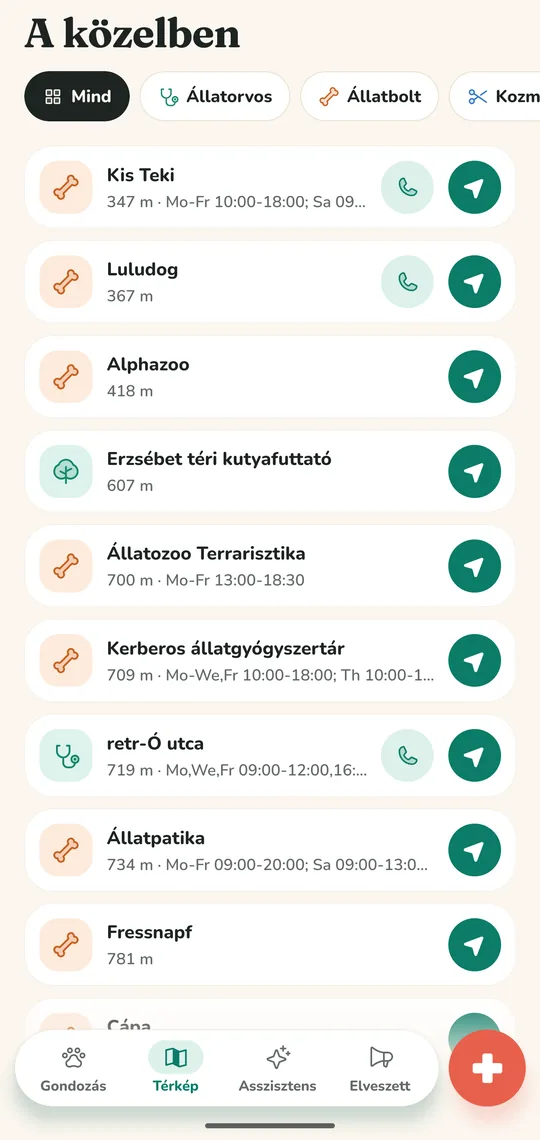 A közelben
Mind
Állatorvos
Állatbolt
Kozm
Kis Teki
347 m · Mo-Fr 10:00-18:00; Sa 09...
Luludog
367 m
Alphazoo
418 m
Erzsébet téri kutyafuttató
607 m
Állatozoo Terrarisztika
700 m · Mo-Fr 13:00-18:30
Kerberos állatgyógyszertár
709 m · Mo-We,Fr 10:00-18:00; Th 10:00-1...
retr-Ó utca
719 m · Mo,We,Fr 09:00-12:00,16:...
Állatpatika
734 m · Mo-Fr 09:00-20:00; Sa 09:00-13:0...
Fressnapf
781 m
Cápa
Gondozás
Térkép
Asszisztens
Elveszett